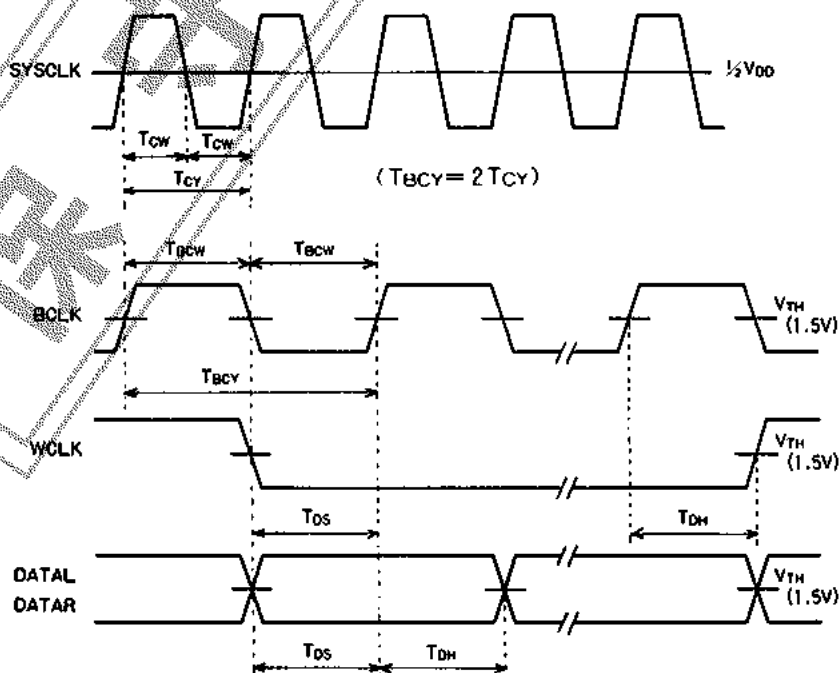 SYSCLK
½VDD
TCW TCW
TCY
(TBCY= 2TCY)
TBCW TBCW
BCLK
VTH
(1.5V)
TBCY
WCLK
VTH
(1.5V)
TDS TDH
DATAL
DATAR
VTH
(1.5V)
TDS TDH